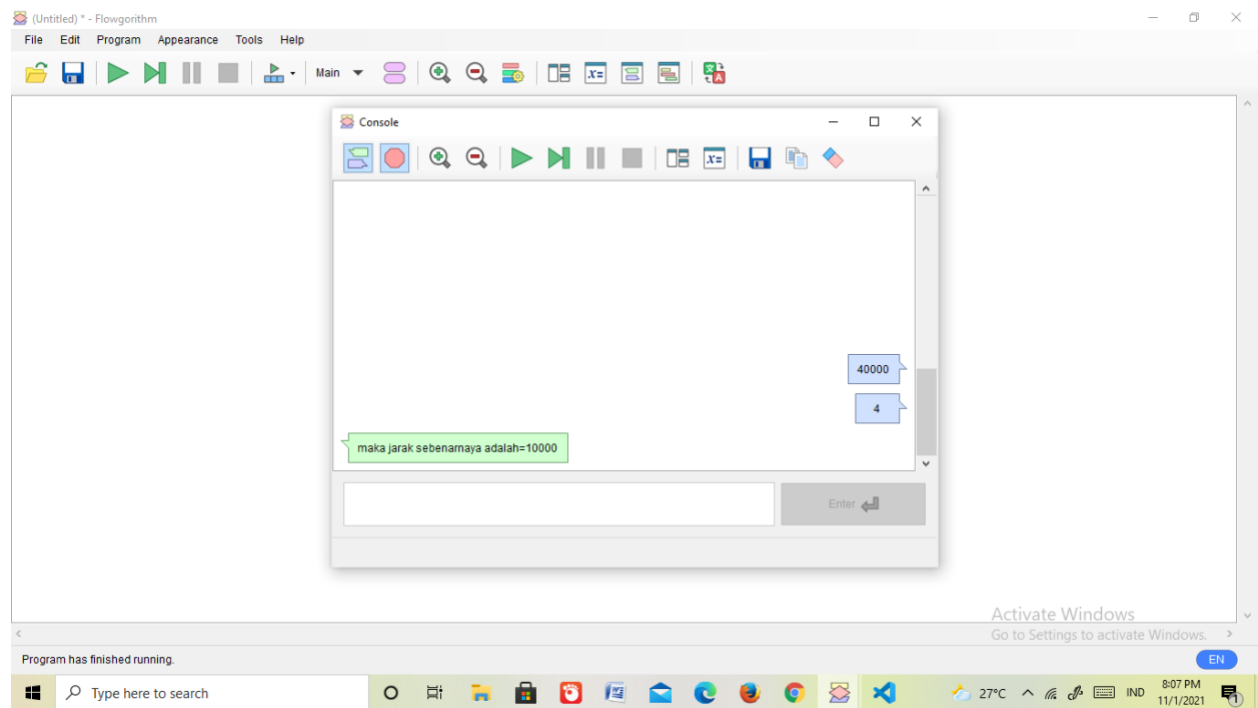 (Untitled) * - Flowgorithm
File Edit Program Appearance Tools Help
Main
Console
40000
4
maka jarak sebenarnaya adalah=10000
Enter
Activate Windows
Go to Settings to activate Windows.
Program has finished running.
EN
Type here to search
27°C
IND
8:07 PM
11/1/2021
1